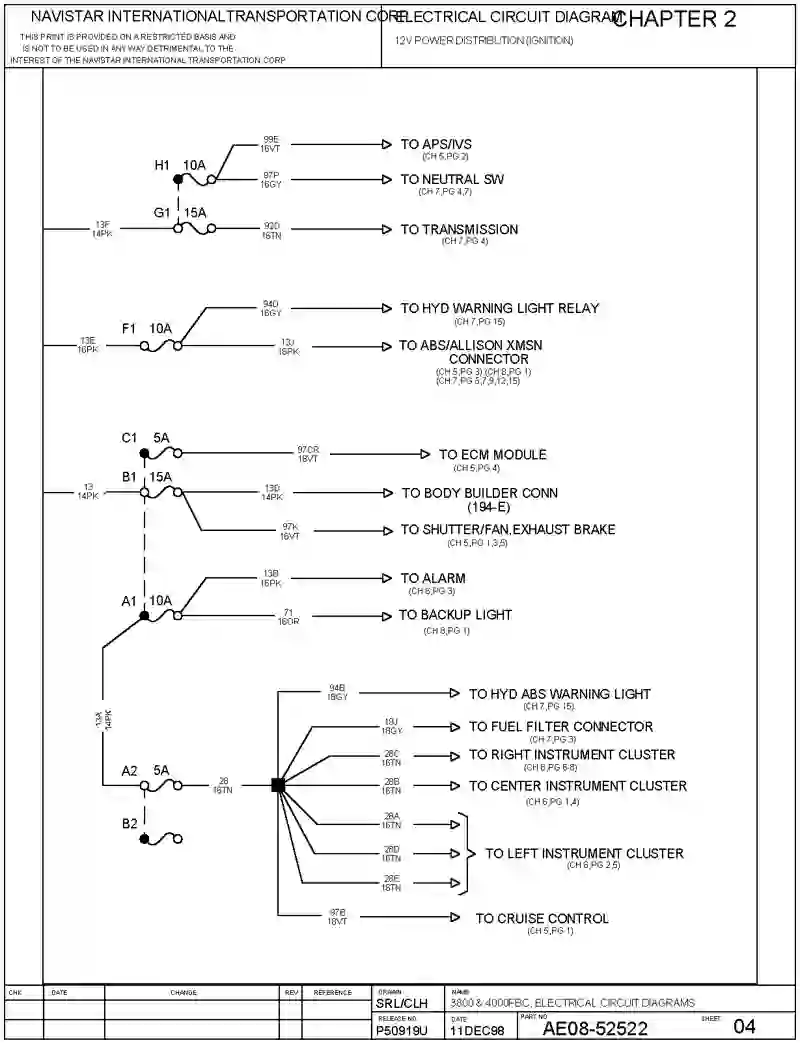 NAVISTAR INTERNATIONAL TRANSPORTATION CORP.
THIS PRINT IS PROVIDED ON A RESTRICTED BASIS AND
IS NOT TO BE USED IN ANY WAY DETRIMENTAL TO THE
INTEREST OF THE NAVISTAR INTERNATIONAL TRANSPORTATION CORP
ELECTRICAL CIRCUIT DIAGRAM
CHAPTER 2
12V POWER DISTRIBUTION (IGNITION)
99E
16VT
TO APS/IVS
(CH 5,PG 2)
H1 10A
97P
16GY
TO NEUTRAL SW
(CH 7,PG 4,7)
G1 15A
13F
14PK
92D
16TN
TO TRANSMISSION
(CH 7,PG 4)
94D
16GY
TO HYD WARNING LIGHT RELAY
(CH 7,PG 15)
F1 10A
13E
16PK
13J
16PK
TO ABS/ALLISON XMSN
CONNECTOR
(CH 5,PG 3) (CH 8,PG 1)
(CH 7,PG 5,7,9,12,15)
C1 5A
97CR
18VT
TO ECM MODULE
(CH 5,PG 4)
B1 15A
13
14PK
13D
14PK
TO BODY BUILDER CONN
(194-E)
97K
16VT
TO SHUTTER/FAN,EXHAUST BRAKE
(CH 5,PG 1,3,5)
13B
16PK
TO ALARM
(CH 6,PG 3)
A1 10A
71
16OR
TO BACKUP LIGHT
(CH 8,PG 1)
13A
14PK
94B
18GY
TO HYD ABS WARNING LIGHT
(CH 7,PG 15)
19J
18GY
TO FUEL FILTER CONNECTOR
(CH 7,PG 3)
28C
16TN
TO RIGHT INSTRUMENT CLUSTER
(CH 6,PG 6-8)
A2 5A
28
16TN
28B
16TN
TO CENTER INSTRUMENT CLUSTER
(CH 6,PG 1,4)
B2
28A
16TN
28D
16TN
TO LEFT INSTRUMENT CLUSTER
(CH 6,PG 2,5)
28E
16TN
97B
18VT
TO CRUISE CONTROL
(CH 5,PG 1)
CHK DATE CHANGE REV REFERENCE
DRAWN
SRL/CLH
NAME
3800 & 4000FBC, ELECTRICAL CIRCUIT DIAGRAMS
RELEASE NO.
P50919U
DATE
11DEC98
PART NO.
AE08-52522
SHEET
04